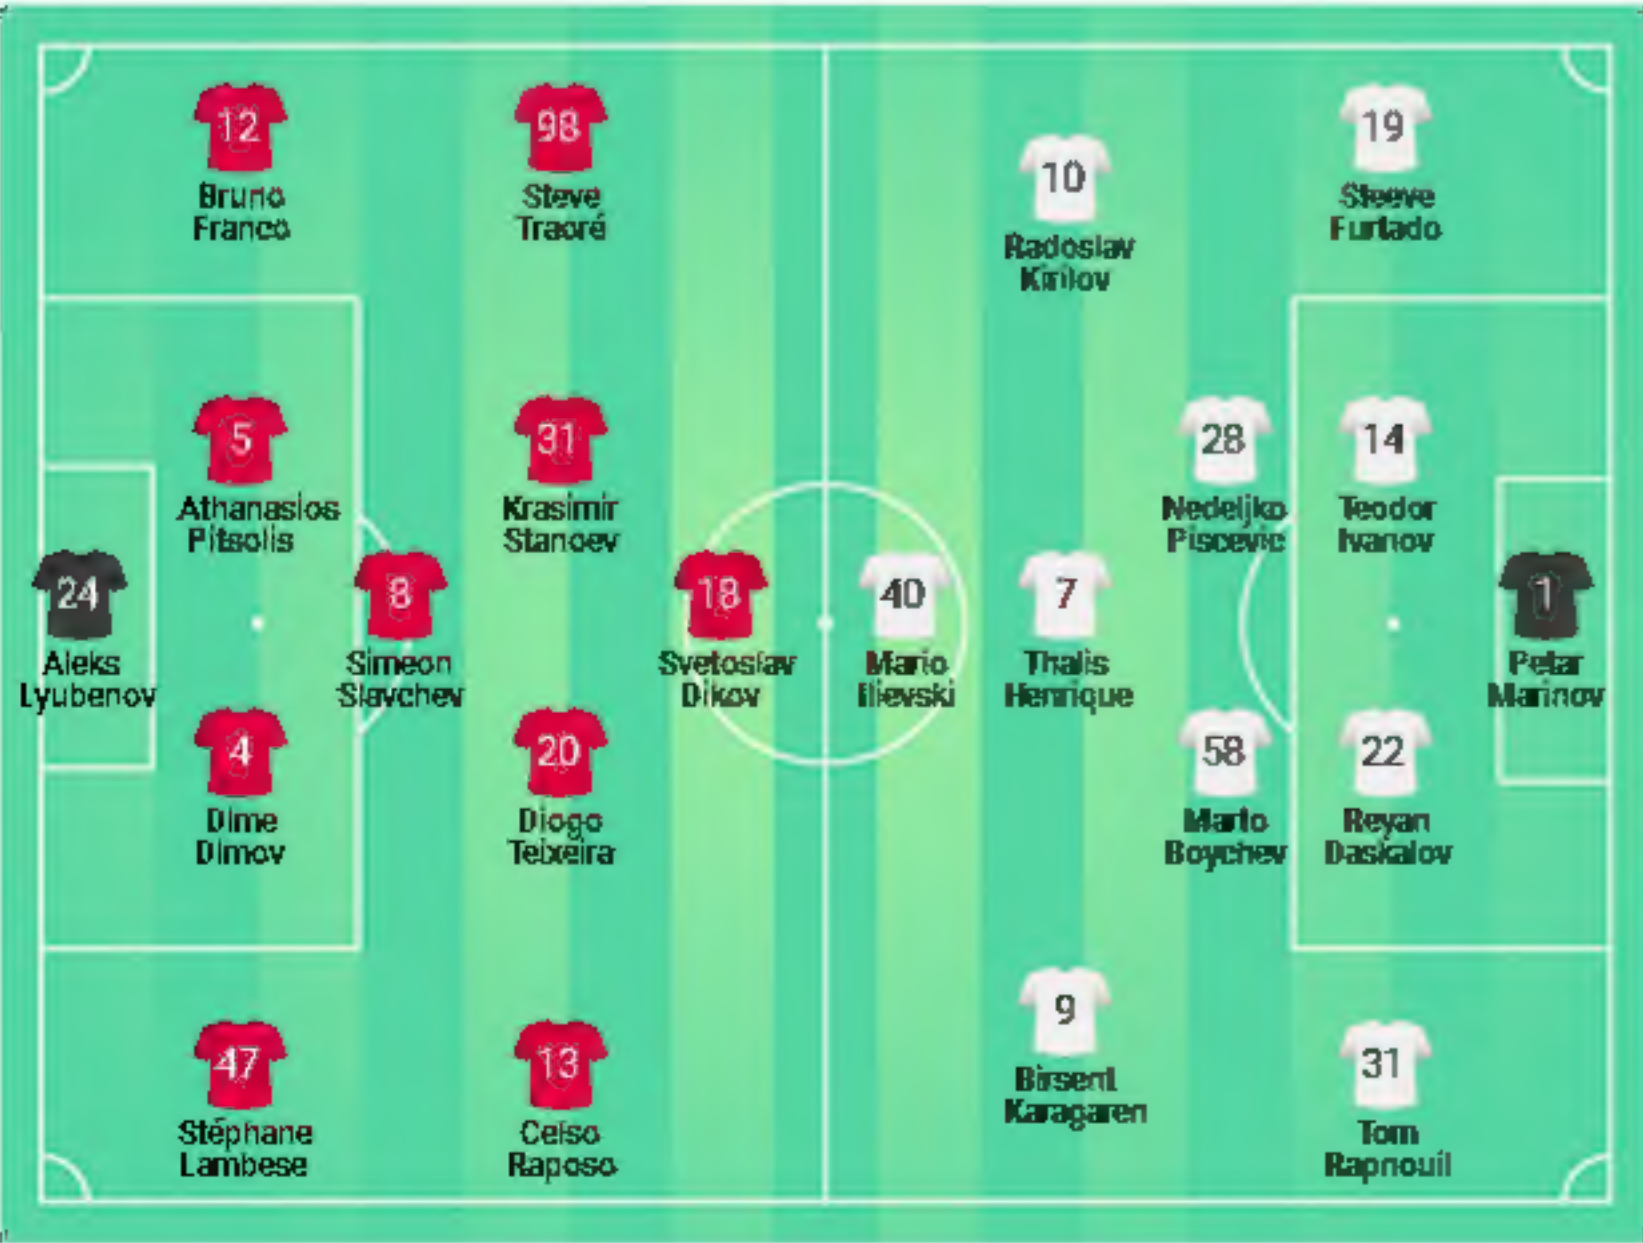 12
Bruno
Franco
98
Steve
Traoré
10
Radoslav
Kirilov
19
Steeve
Furtado
5
Athanasios
Pitsolis
31
Krasimir
Stanoev
28
Nedeljko
Piscevic
14
Teodor
Ivanov
24
Aleks
Lyubenov
8
Simeon
Slavchev
18
Svetoslav
Dikov
40
Mario
Ilievski
7
Thalis
Henrique
1
Petar
Marinov
4
Dime
Dimov
20
Diogo
Teixeira
58
Mario
Boychev
22
Reyan
Daskalov
47
Stéphane
Lambese
13
Celso
Raposo
9
Birsent
Karagaren
31
Tom
Rapnouil